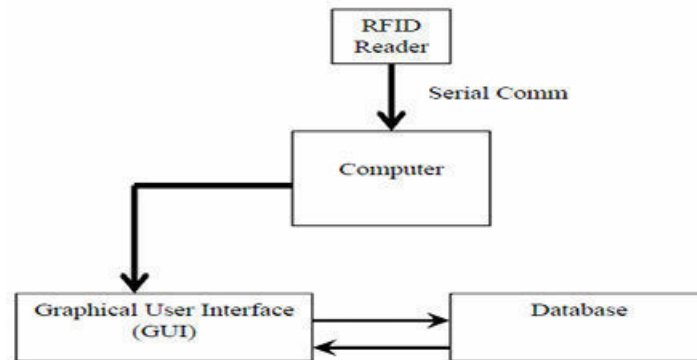 RFID
Reader
Serial Comm
Computer
Graphical User Interface
(GUI)
Database